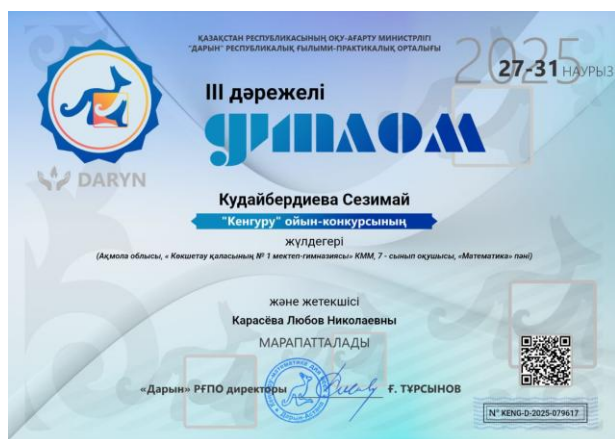 ҚАЗАҚСТАН РЕСПУБЛИКАСЫНЫҢ ОҚУ-АҒАРТУ МИНИСТРЛІГІ
"ДАРЫН" РЕСПУБЛИКАЛЫҚ ҒЫЛЫМИ-ПРАКТИКАЛЫҚ ОРТАЛЫҒЫ
2025
27-31 НАУРЫЗ
III дәрежелі
ДИПЛОМ
DARYN
Кудайбердиева Сезимай
"Кенгуру" ойын-конкурсының
жүлдегері
(Ақмола облысы, « Көкшетау қаласының № 1 мектеп-гимназиясы» КММ, 7 - сынып оқушысы, «Математика» пәні)
және жетекшісі
Карасёва Любов Николаевны
МАРАПАТТАЛАДЫ
«Дарын» РҒПО директоры Ғ. ТҰРСЫНОВ
N° KENG-D-2025-079617